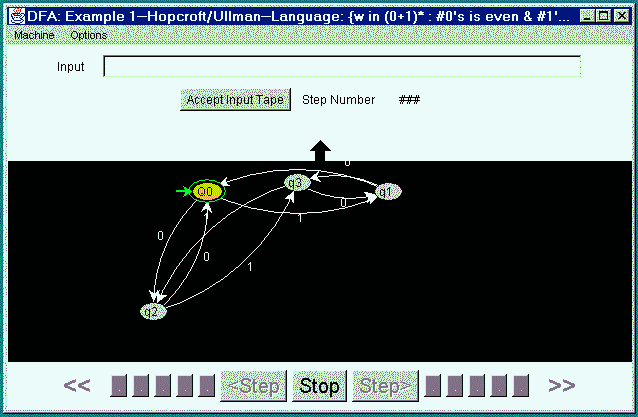 DFA: Example 1—Hopcroft/Ullman—Language: {w in (0+1)* : #0's is even & #1'...
Machine Options
Input
Accept Input Tape Step Number ###
0
Q0 q3 q1
0
1
0
0
1
q2
<< . . . . . <Step Stop Step> . . . . . >>